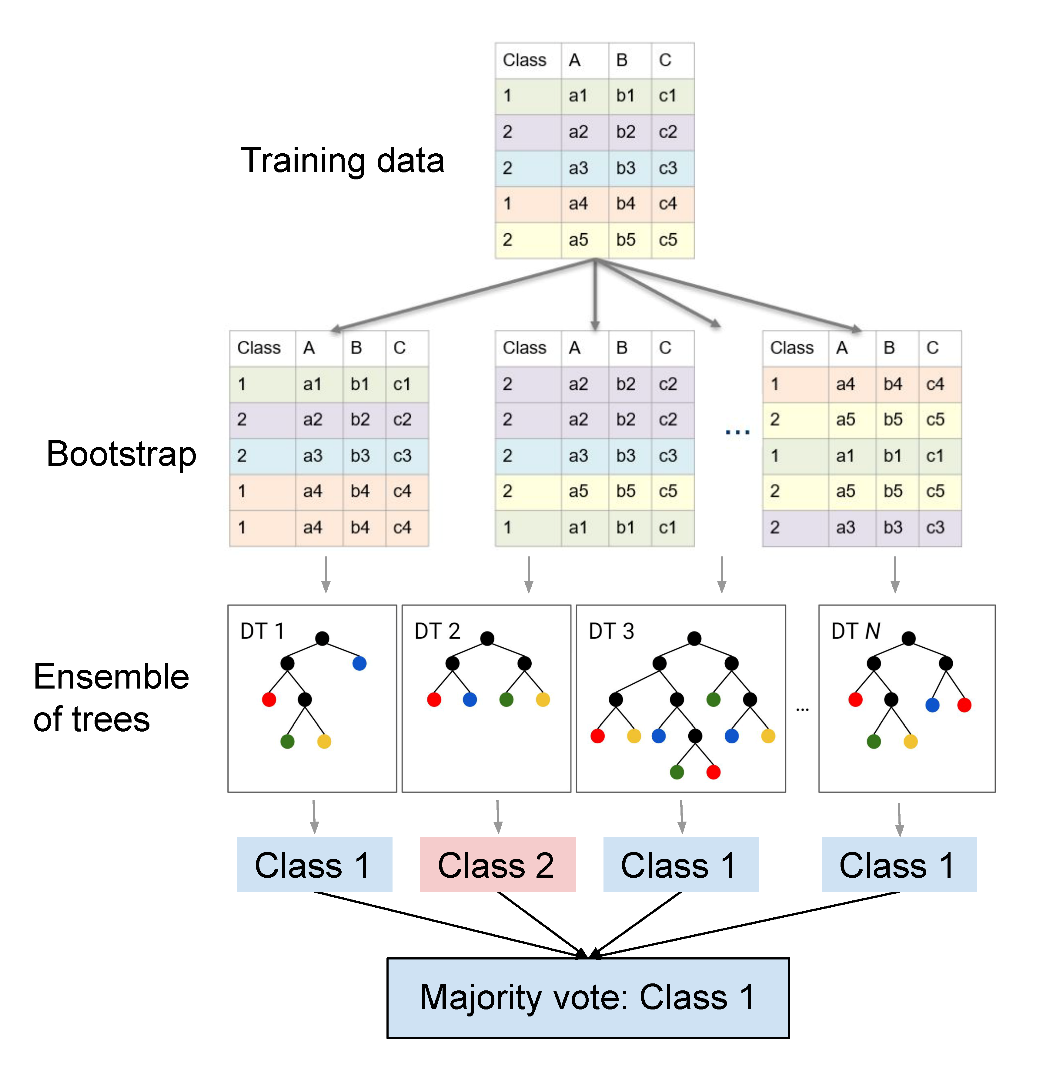 Class A B C
1 a1 b1 c1
2 a2 b2 c2
Training data
2 a3 b3 c3
1 a4 b4 c4
2 a5 b5 c5
Class A B C
1 a1 b1 c1
2 a2 b2 c2
2 a3 b3 c3
1 a4 b4 c4
1 a4 b4 c4
Class A B C
2 a2 b2 c2
2 a2 b2 c2
2 a3 b3 c3
2 a5 b5 c5
1 a1 b1 c1
...
Class A B C
1 a4 b4 c4
2 a5 b5 c5
1 a1 b1 c1
2 a5 b5 c5
2 a3 b3 c3
Bootstrap
Ensemble
of trees
DT 1
DT 2
DT 3
...
DT N
Class 1
Class 2
Class 1
Class 1
Majority vote: Class 1